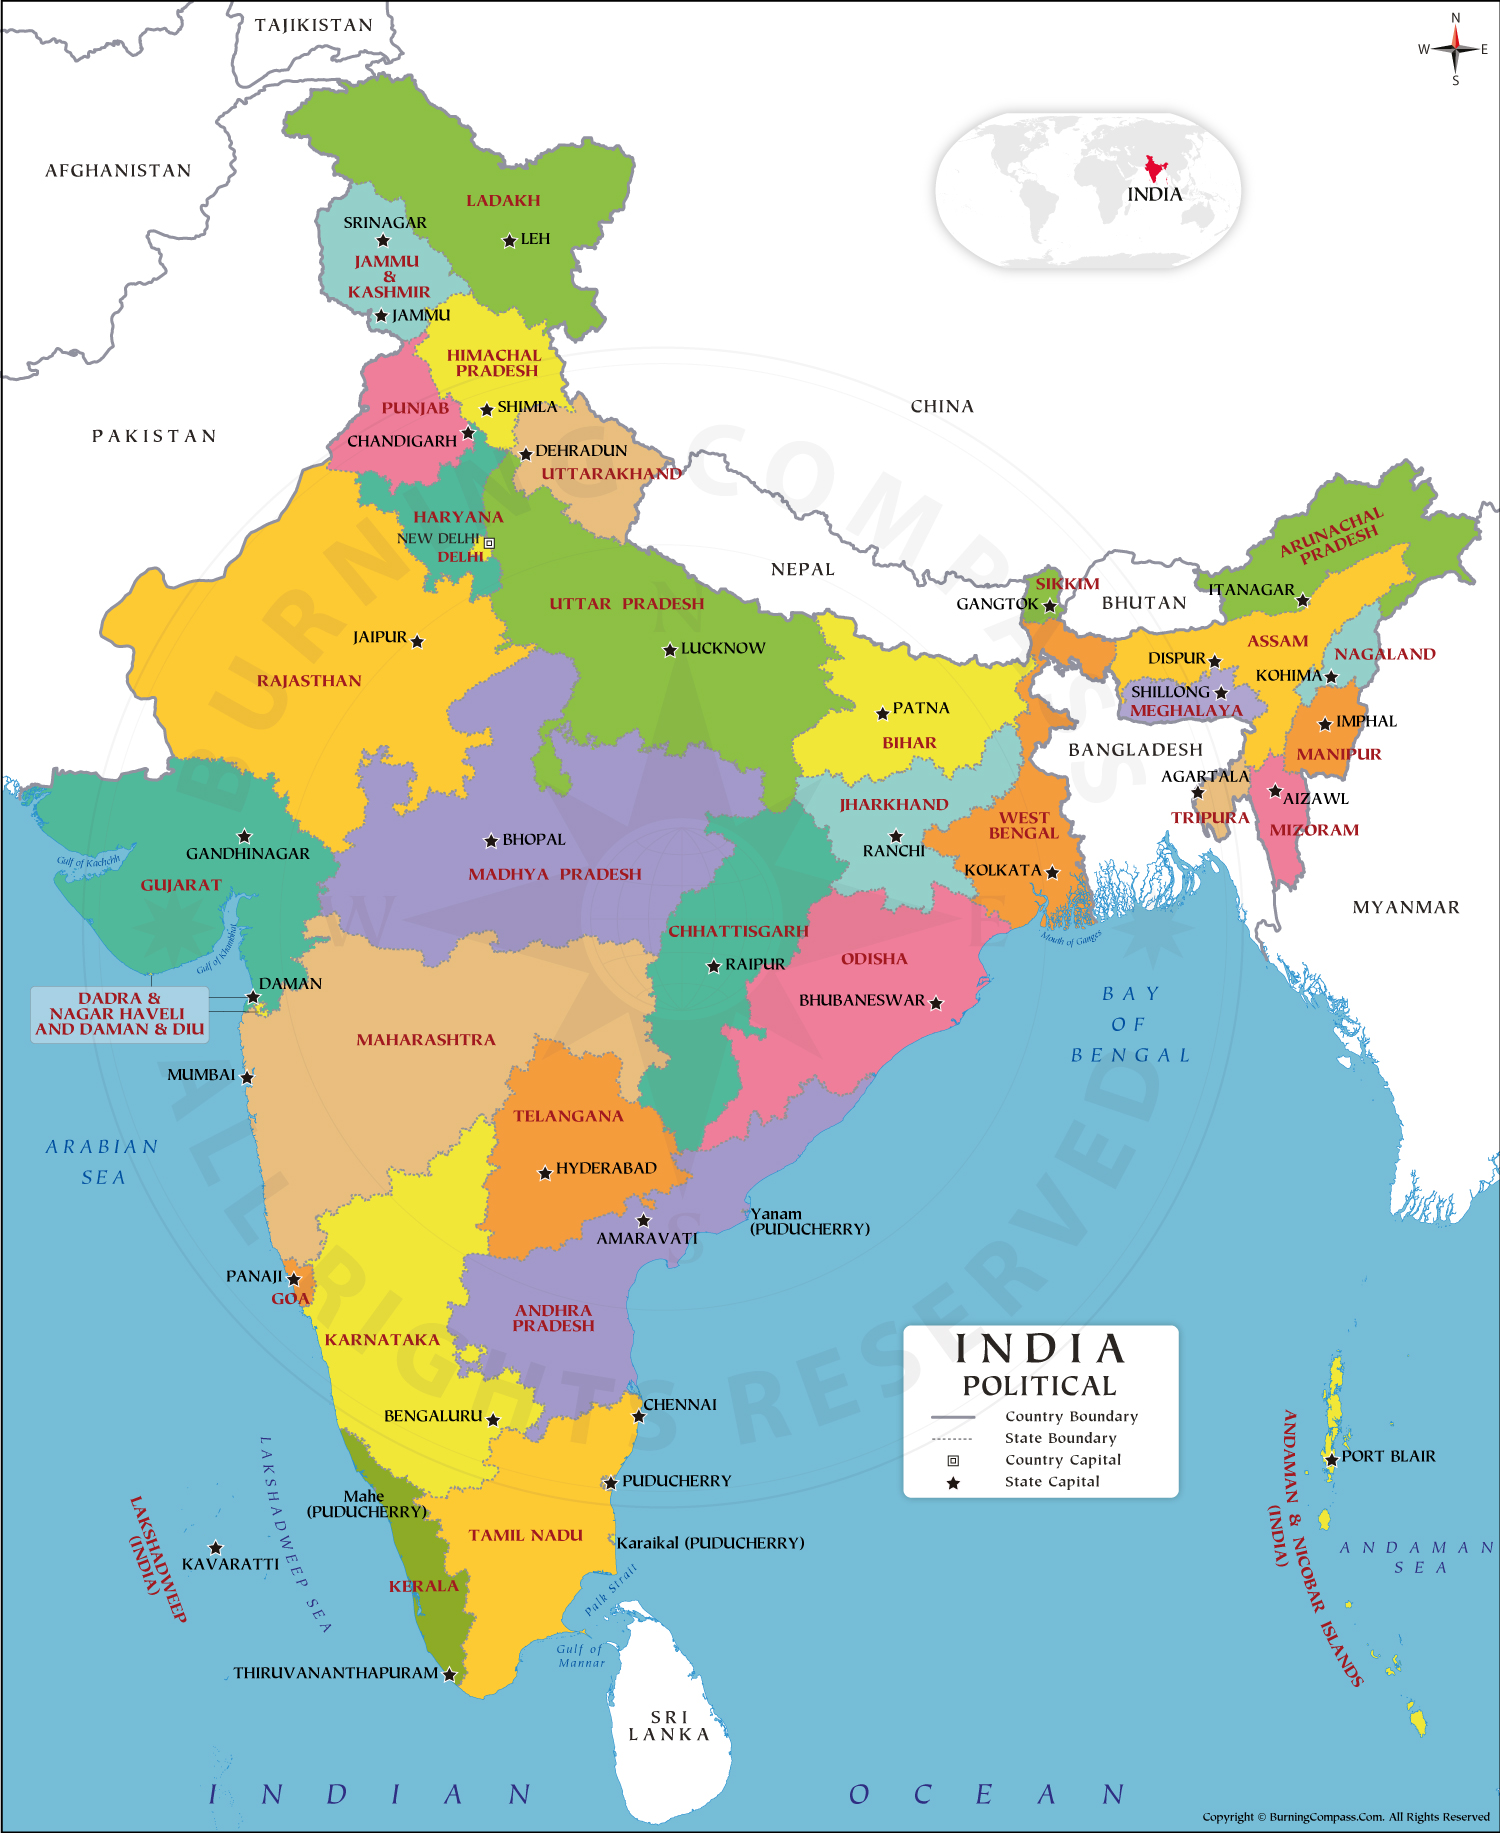 TAJIKISTAN
N
W
E
S
AFGHANISTAN
INDIA
LADAKH
SRINAGAR
LEH
JAMMU
&
KASHMIR
JAMMU
HIMACHAL
PRADESH
PUNJAB
SHIMLA
CHINA
PAKISTAN
CHANDIGARH
DEHRADUN
UTTARAKHAND
HARYANA
NEW DELHI
DELHI
ARUNACHAL
PRADESH
NEPAL
SIKKIM
ITANAGAR
GANGTOK
BHUTAN
UTTAR PRADESH
JAIPUR
LUCKNOW
ASSAM
DISPUR
NAGALAND
RAJASTHAN
KOHIMA
SHILLONG
MEGHALAYA
PATNA
IMPHAL
BIHAR
BANGLADESH
MANIPUR
AGARTALA
JHARKHAND
AIZAWL
WEST
BENGAL
TRIPURA
MIZORAM
GANDHINAGAR
BHOPAL
RANCHI
Gulf of Kachchh
KOLKATA
GUJARAT
MADHYA PRADESH
MYANMAR
CHHATTISGARH
Mouth of Ganges
Gulf of Khambhat
RAIPUR
ODISHA
DAMAN
BHUBANESWAR
DADRA &
NAGAR HAVELI
AND DAMAN & DIU
BAY
OF
BENGAL
MAHARASHTRA
MUMBAI
TELANGANA
ARABIAN
SEA
HYDERABAD
Yanam
(PUDUCHERRY)
AMARAVATI
PANAJI
GOA
ANDHRA
PRADESH
KARNATAKA
INDIA
POLITICAL
Country Boundary
State Boundary
Country Capital
State Capital
CHENNAI
BENGALURU
PUDUCHERRY
PORT BLAIR
Mahe
(PUDUCHERRY)
TAMIL NADU
Karaikal (PUDUCHERRY)
LAKSHADWEEP
(INDIA)
KAVARATTI
LAKSHADWEEP SEA
KERALA
Palk Strait
ANDAMAN & NICOBAR ISLANDS
(INDIA)
ANDAMAN
SEA
Gulf of
Mannar
THIRUVANANTHAPURAM
SRI
LANKA
INDIAN OCEAN
BURNING COMPASS
ALL RIGHTS RESERVED
N
W
E
S
Copyright © BurningCompass.Com. All Rights Reserved